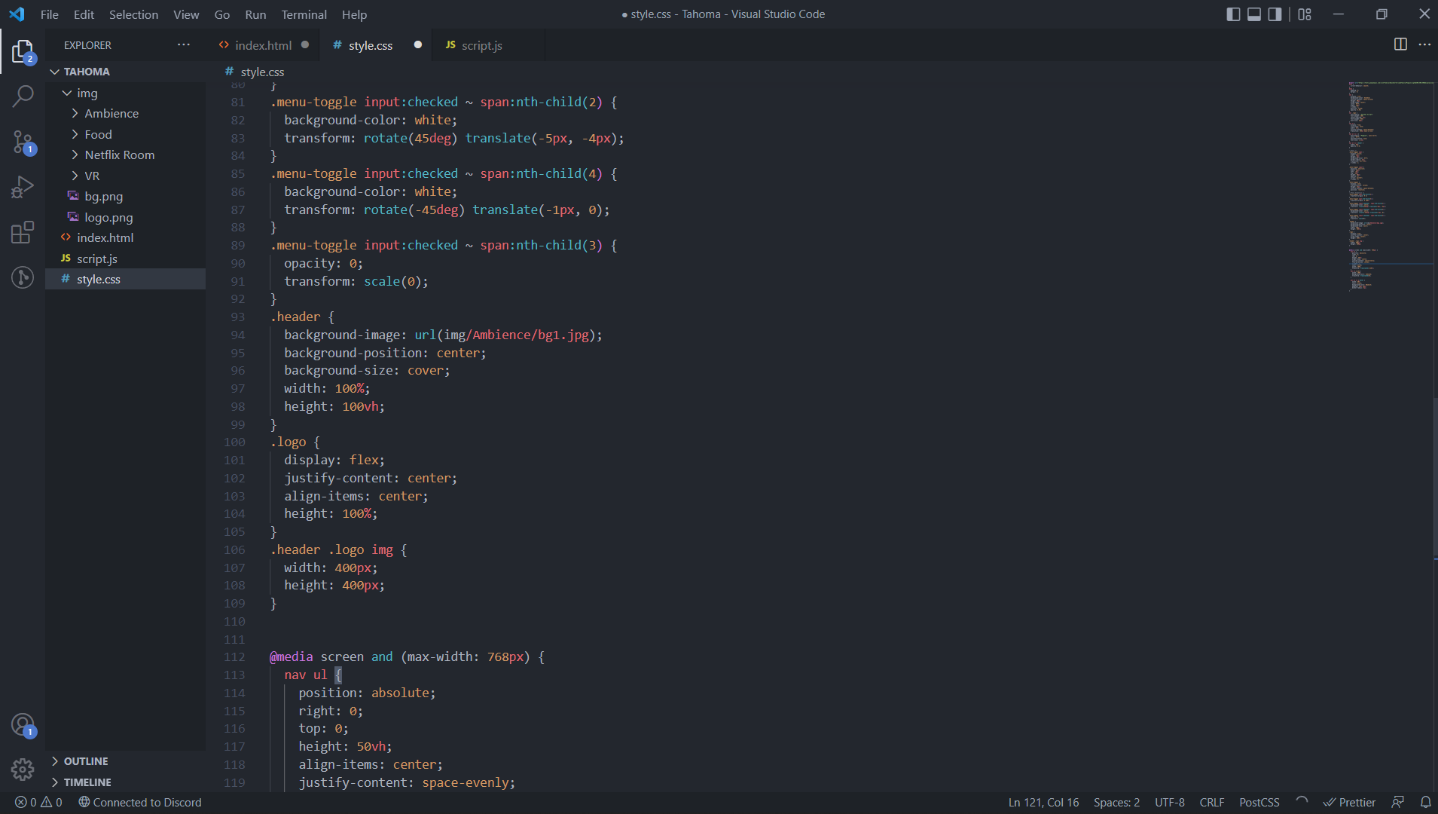 File Edit Selection View Go Run Terminal Help
● style.css - Tahoma - Visual Studio Code
EXPLORER ···
<> index.html ●
# style.css ●
JS script.js
···
2
TAHOMA
# style.css
img
Ambience
Food
Netflix Room
VR
bg.png
logo.png
<> index.html
JS script.js
# style.css
1
80 }
81 .menu-toggle input:checked ~ span:nth-child(2) {
82 background-color: white;
83 transform: rotate(45deg) translate(-5px, -4px);
84 }
85 .menu-toggle input:checked ~ span:nth-child(4) {
86 background-color: white;
87 transform: rotate(-45deg) translate(-1px, 0);
88 }
89 .menu-toggle input:checked ~ span:nth-child(3) {
90 opacity: 0;
91 transform: scale(0);
92 }
93 .header {
94 background-image: url(img/Ambience/bg1.jpg);
95 background-position: center;
96 background-size: cover;
97 width: 100%;
98 height: 100vh;
99 }
100 .logo {
101 display: flex;
102 justify-content: center;
103 align-items: center;
104 height: 100%;
105 }
106 .header .logo img {
107 width: 400px;
108 height: 400px;
109 }
110
111
112 @media screen and (max-width: 768px) {
113 nav ul {
114 position: absolute;
115 right: 0;
116 top: 0;
117 height: 50vh;
118 align-items: center;
119 justify-content: space-evenly;
1
OUTLINE
TIMELINE
0 0 Connected to Discord
Ln 121, Col 16 Spaces: 2 UTF-8 CRLF PostCSS Prettier